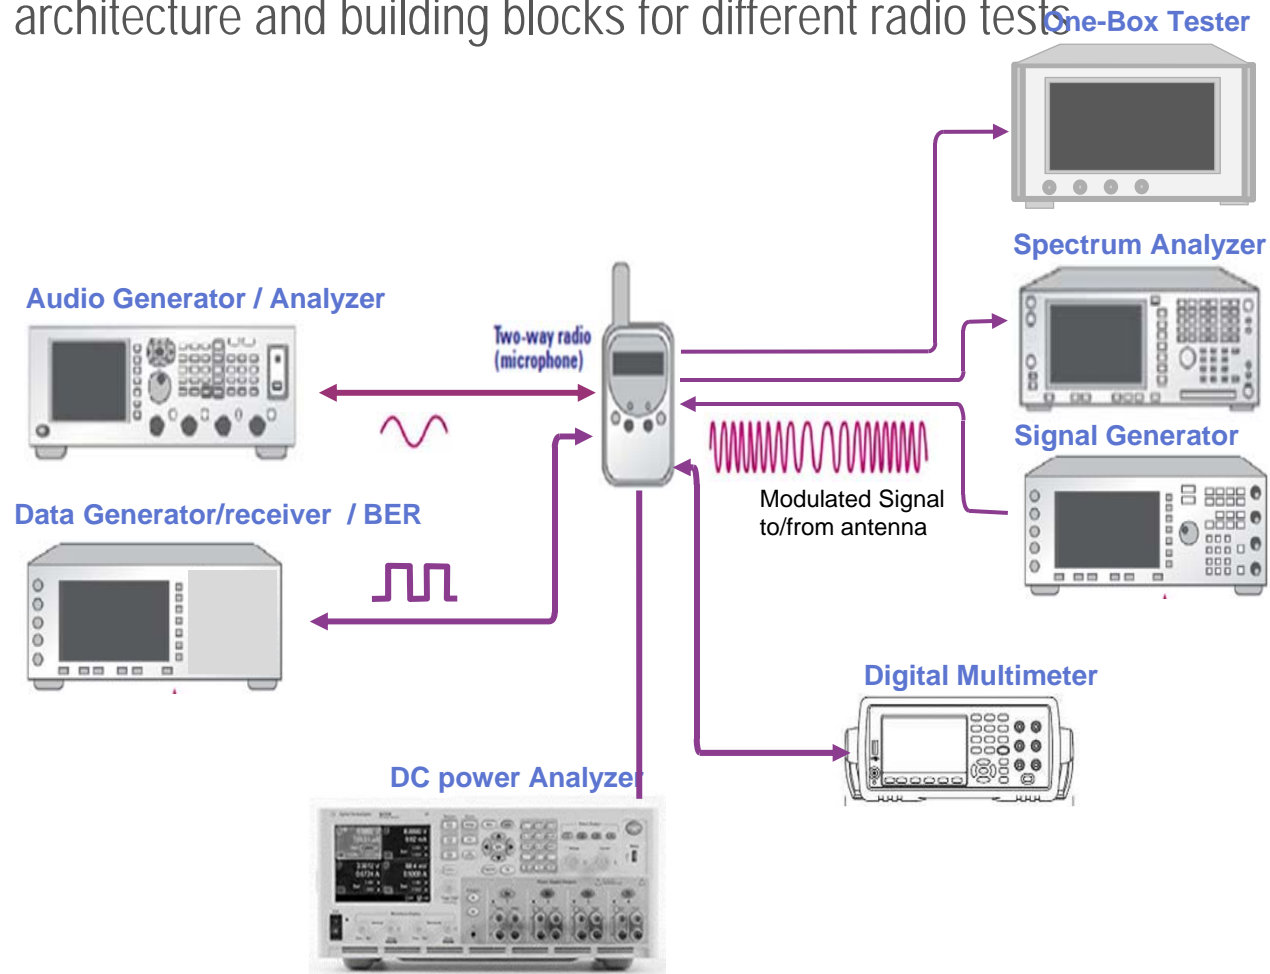 architecture and building blocks for different radio tests
One-Box Tester
Spectrum Analyzer
Audio Generator / Analyzer
Two-way radio
(microphone)
Signal Generator
Modulated Signal
to/from antenna
Data Generator/receiver / BER
Digital Multimeter
DC power Analyzer